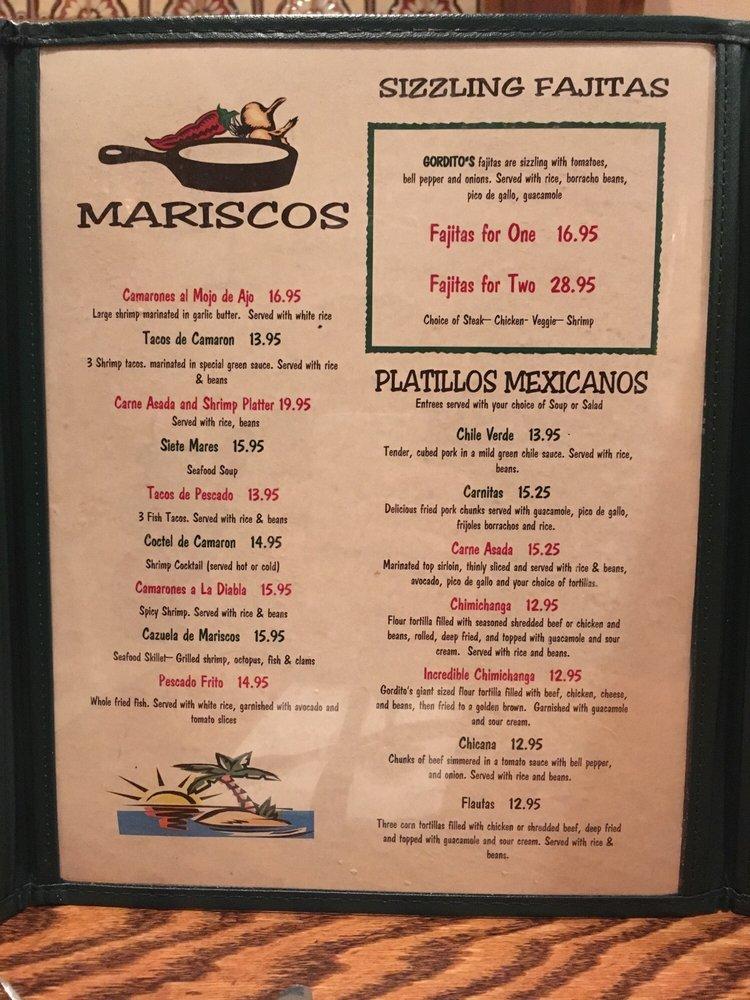 MARISCOS
Camarones al Mojo de Ajo 16.95
Large shrimp marinated in garlic butter. Served with white rice
Tacos de Camaron 13.95
3 Shrimp tacos. marinated in special green sauce. Served with rice
& beans
Carne Asada and Shrimp Platter 19.95
Served with rice, beans
Siete Mares 15.95
Seafood Soup
Tacos de Pescado 13.95
3 Fish Tacos. Served with rice & beans
Coctel de Camaron 14.95
Shrimp Cocktail (served hot or cold)
Camarones a La Diabla 15.95
Spicy Shrimp. Served with rice & beans
Cazuela de Mariscos 15.95
Seafood Skillet— Grilled shrimp, octopus, fish & clams
Pescado Frito 14.95
Whole fried fish. Served with white rice, garnished with avocado and
tomato slices
SIZZLING FAJITAS
GORDITO'S fajitas are sizzling with tomatoes,
bell pepper and onions. Served with rice, borracho beans,
pico de gallo, guacamole
Fajitas for One 16.95
Fajitas for Two 28.95
Choice of Steak— Chicken- Veggie— Shrimp
PLATILLOS MEXICANOS
Entrees served with your choice of Soup or Salad
Chile Verde 13.95
Tender, cubed pork in a mild green chile sauce. Served with rice,
beans.
Carnitas 15.25
Delicious fried pork chunks served with guacamole, pico de gallo,
frijoles borrachos and rice.
Carne Asada 15.25
Marinated top sirloin, thinly sliced and served with rice & beans,
avocado, pico de gallo and your choice of tortillas.
Chimichanga 12.95
Flour tortilla filled with seasoned shredded beef or chicken and
beans, rolled, deep fried, and topped with guacamole and sour
cream. Served with rice and beans.
Incredible Chimichanga 12.95
Gordito's giant sized flour tortilla filled with beef, chicken, cheese,
and beans, then fried to a golden brown. Garnished with guacamole
and sour cream.
Chicana 12.95
Chunks of beef simmered in a tomato sauce with bell pepper,
and onion. Served with rice and beans.
Flautas 12.95
Three corn tortillas filled with chicken or shredded beef, deep fried
and topped with guacamole and sour cream. Served with rice &
beans.